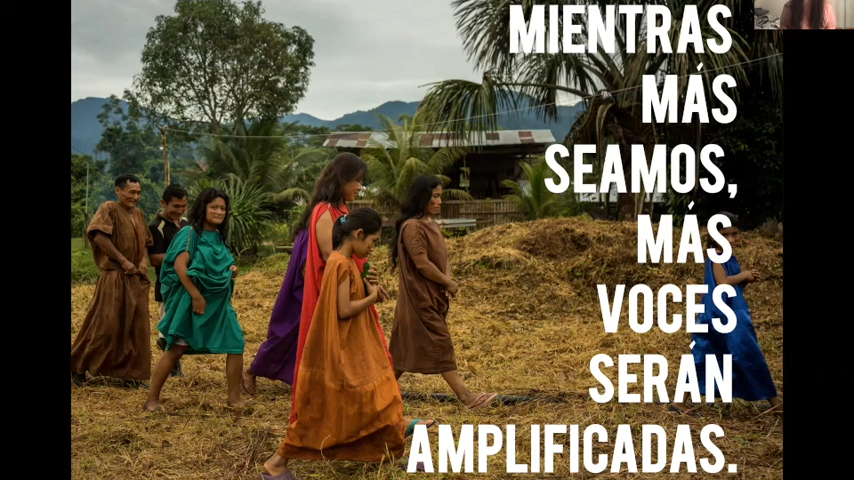 MIENTRAS
MÁS
SEAMOS,
MÁS
VOCES
SERÁN
AMPLIFICADAS.